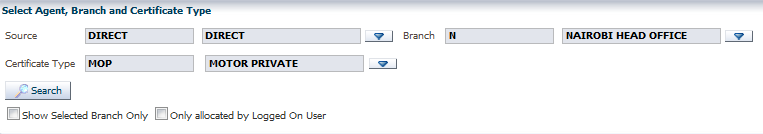 Select Agent, Branch and Certificate Type
Source DIRECT DIRECT Branch N NAIROBI HEAD OFFICE
Certificate Type MOP MOTOR PRIVATE
Search
Show Selected Branch Only Only allocated by Logged On User